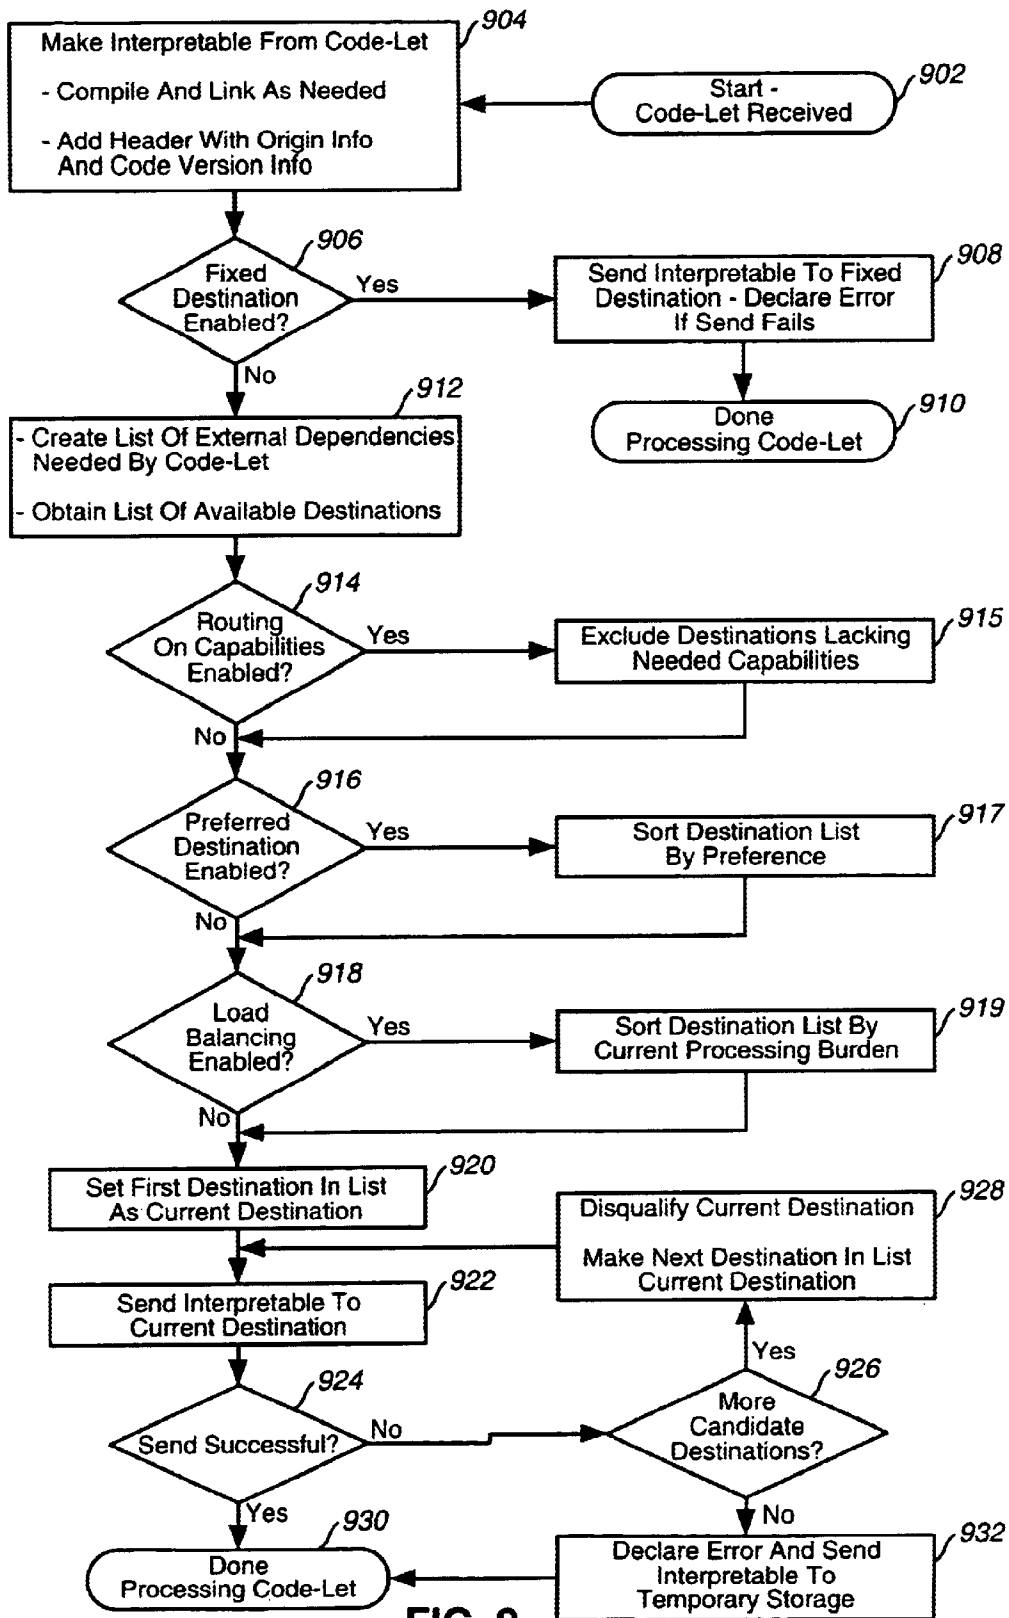 904
Make Interpretable From Code-Let
- Compile And Link As Needed
- Add Header With Origin Info
And Code Version Info
902
Start -
Code-Let Received
906
Fixed
Destination
Enabled?
Yes
No
908
Send Interpretable To Fixed
Destination - Declare Error
If Send Fails
910
Done
Processing Code-Let
912
- Create List Of External Dependencies
Needed By Code-Let
- Obtain List Of Available Destinations
914
Routing
On Capabilities
Enabled?
Yes
No
915
Exclude Destinations Lacking
Needed Capabilities
916
Preferred
Destination
Enabled?
Yes
No
917
Sort Destination List
By Preference
918
Load
Balancing
Enabled?
Yes
No
919
Sort Destination List By
Current Processing Burden
920
Set First Destination In List
As Current Destination
928
Disqualify Current Destination
Make Next Destination In List
Current Destination
922
Send Interpretable To
Current Destination
924
Send Successful?
No
Yes
926
More
Candidate
Destinations?
Yes
No
930
Done
Processing Code-Let
932
Declare Error And Send
Interpretable To
Temporary Storage